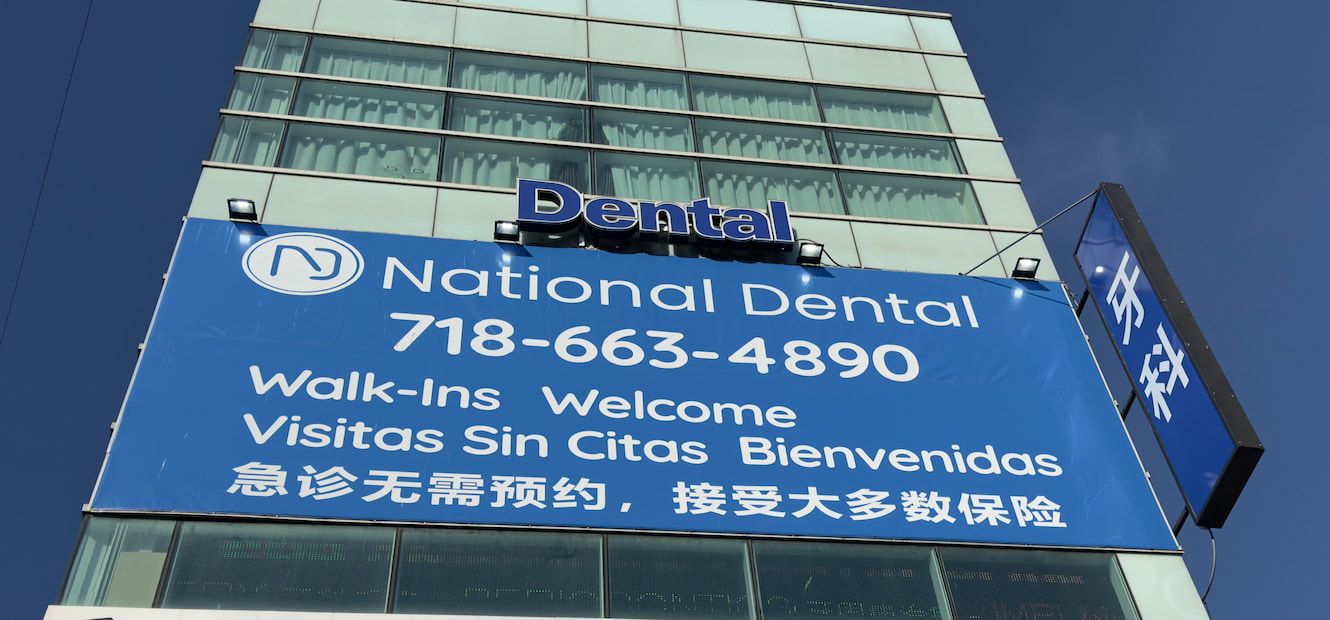 Dental
ND National Dental
718-663-4890
Walk-Ins Welcome
Visitas Sin Citas Bienvenidas
急诊无需预约，接受大多数保险
牙科